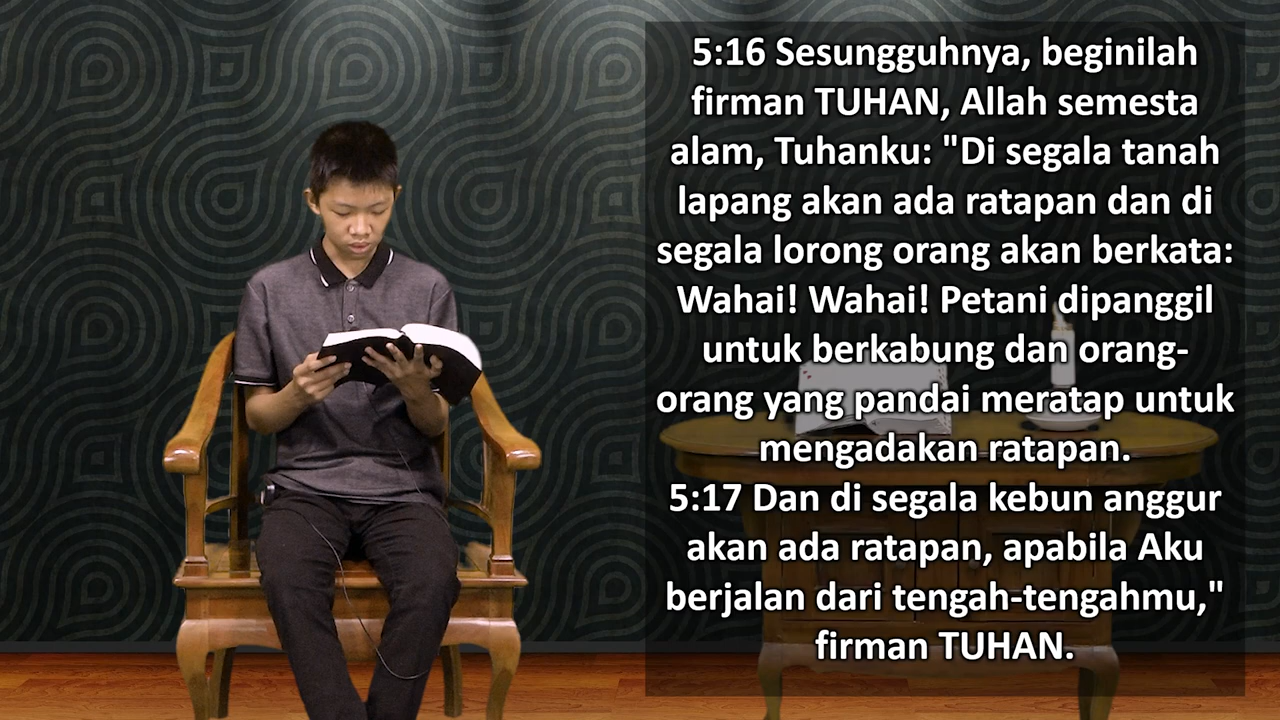 5:16 Sesungguhnya, beginilah
firman TUHAN, Allah semesta
alam, Tuhanku: "Di segala tanah
lapang akan ada ratapan dan di
segala lorong orang akan berkata:
Wahai! Wahai! Petani dipanggil
untuk berkabung dan orang-
orang yang pandai meratap untuk
mengadakan ratapan.
5:17 Dan di segala kebun anggur
akan ada ratapan, apabila Aku
berjalan dari tengah-tengahmu,"
firman TUHAN.